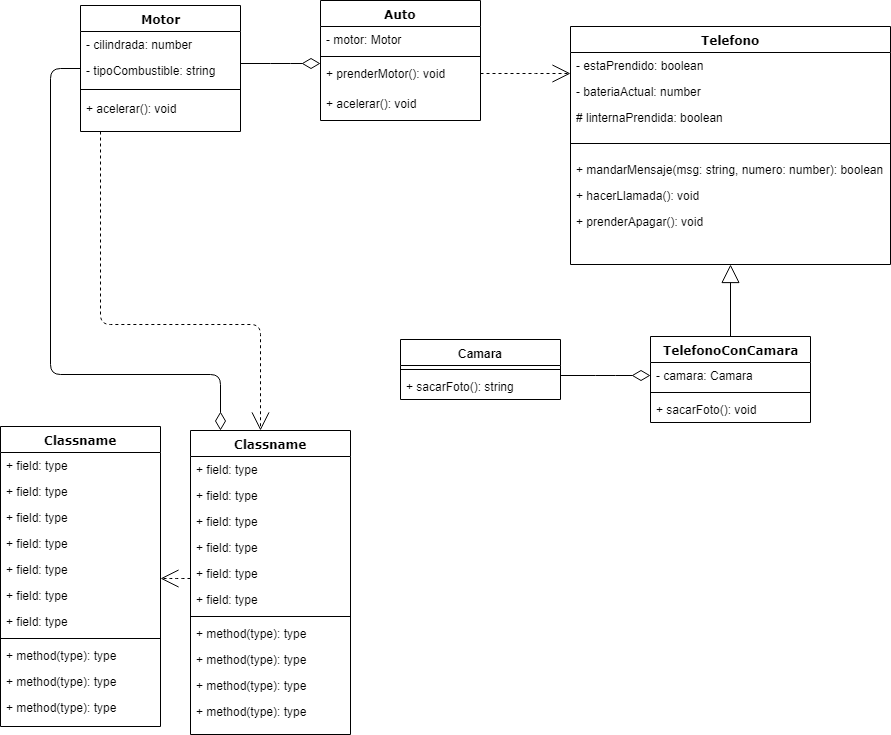 Motor
- cilindrada: number
- tipoCombustible: string
+ acelerar(): void
Auto
- motor: Motor
+ prenderMotor(): void
+ acelerar(): void
Telefono
- estaPrendido: boolean
- bateriaActual: number
# linternaPrendida: boolean
+ mandarMensaje(msg: string, numero: number): boolean
+ hacerLlamada(): void
+ prenderApagar(): void
Camara
+ sacarFoto(): string
TelefonoConCamara
- camara: Camara
+ sacarFoto(): void
Classname
+ field: type
+ field: type
+ field: type
+ field: type
+ field: type
+ field: type
+ field: type
+ method(type): type
+ method(type): type
+ method(type): type
Classname
+ field: type
+ field: type
+ field: type
+ field: type
+ field: type
+ field: type
+ method(type): type
+ method(type): type
+ method(type): type
+ method(type): type